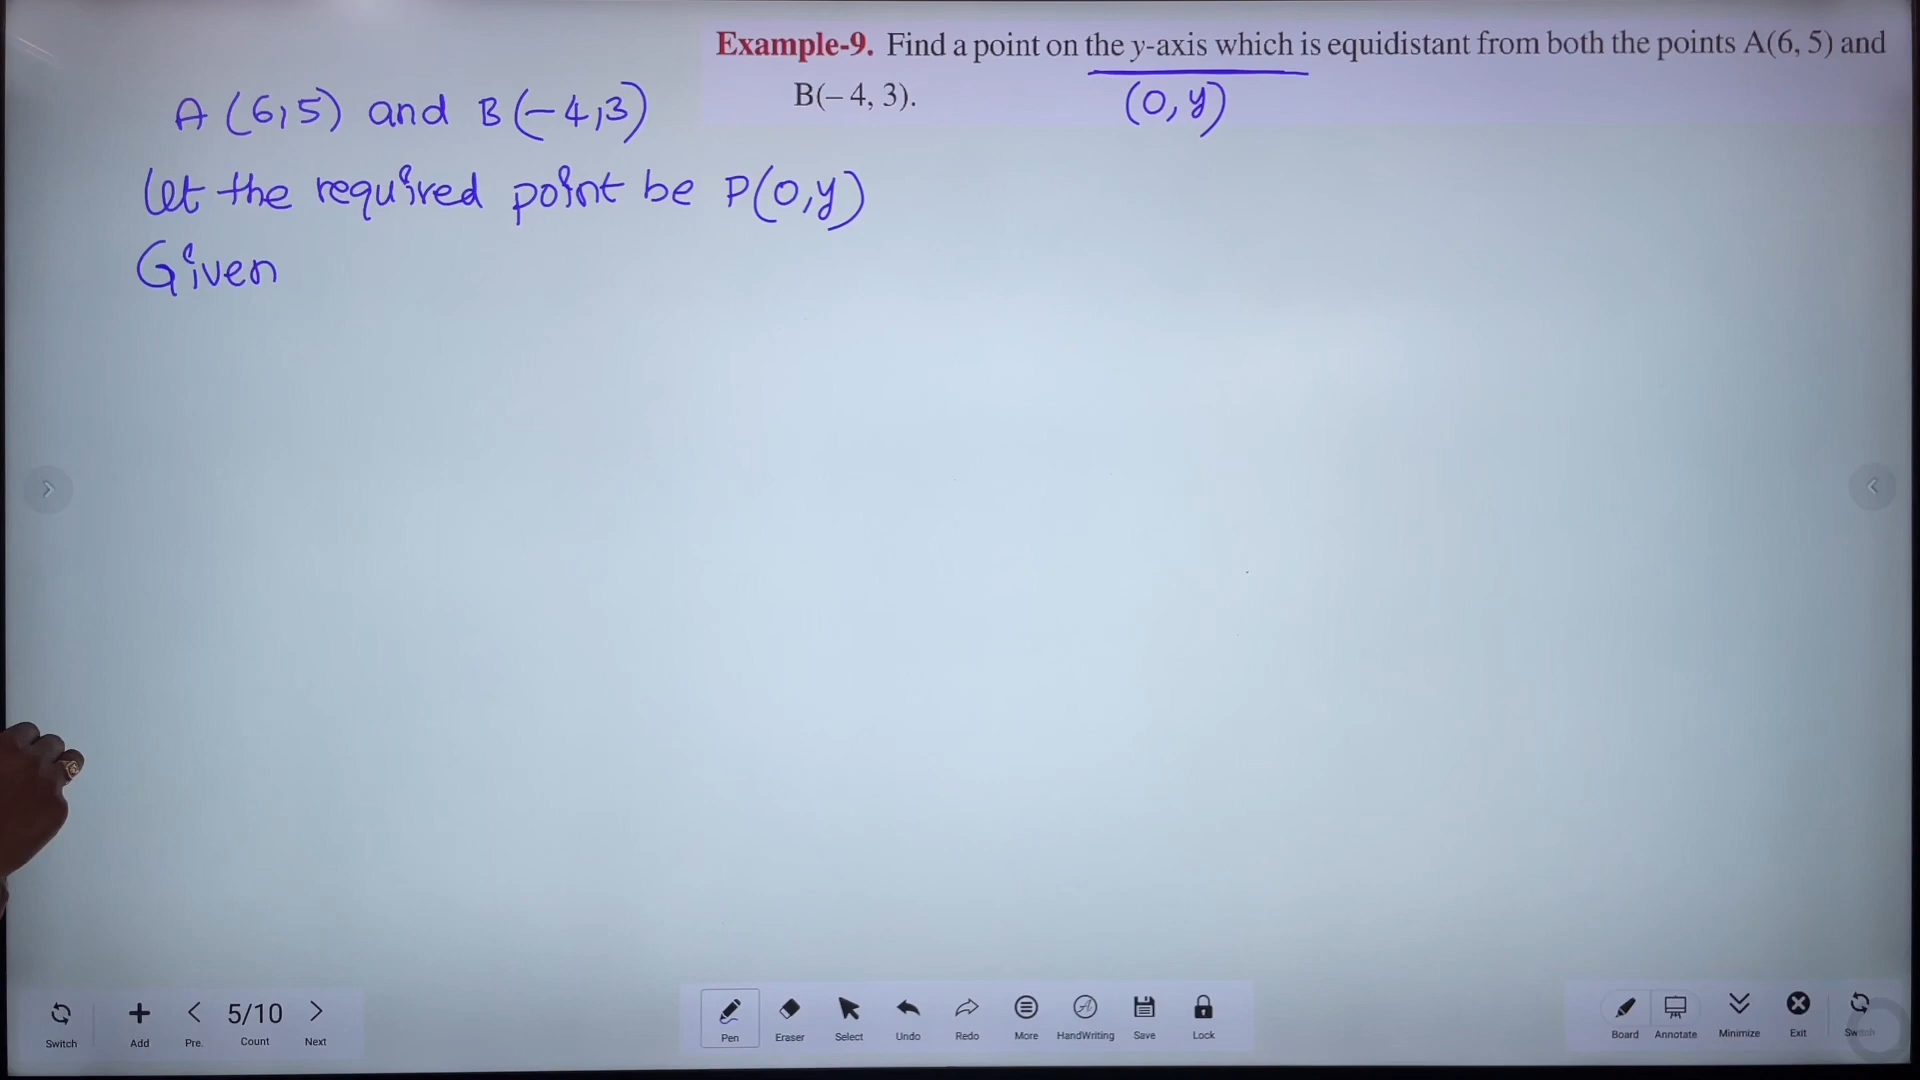 Example-9. Find a point on the y-axis which is equidistant from both the points A(6, 5) and
B(– 4, 3).
(0, y)
A (6,5) and B(-4,3)
Let the required point be P(0,y)
Given
Switch
Add
Pre.
5/10
Count
Next
Pen
Eraser
Select
Undo
Redo
More
HandWriting
Save
Lock
Board
Annotate
Minimize
Exit
Switch